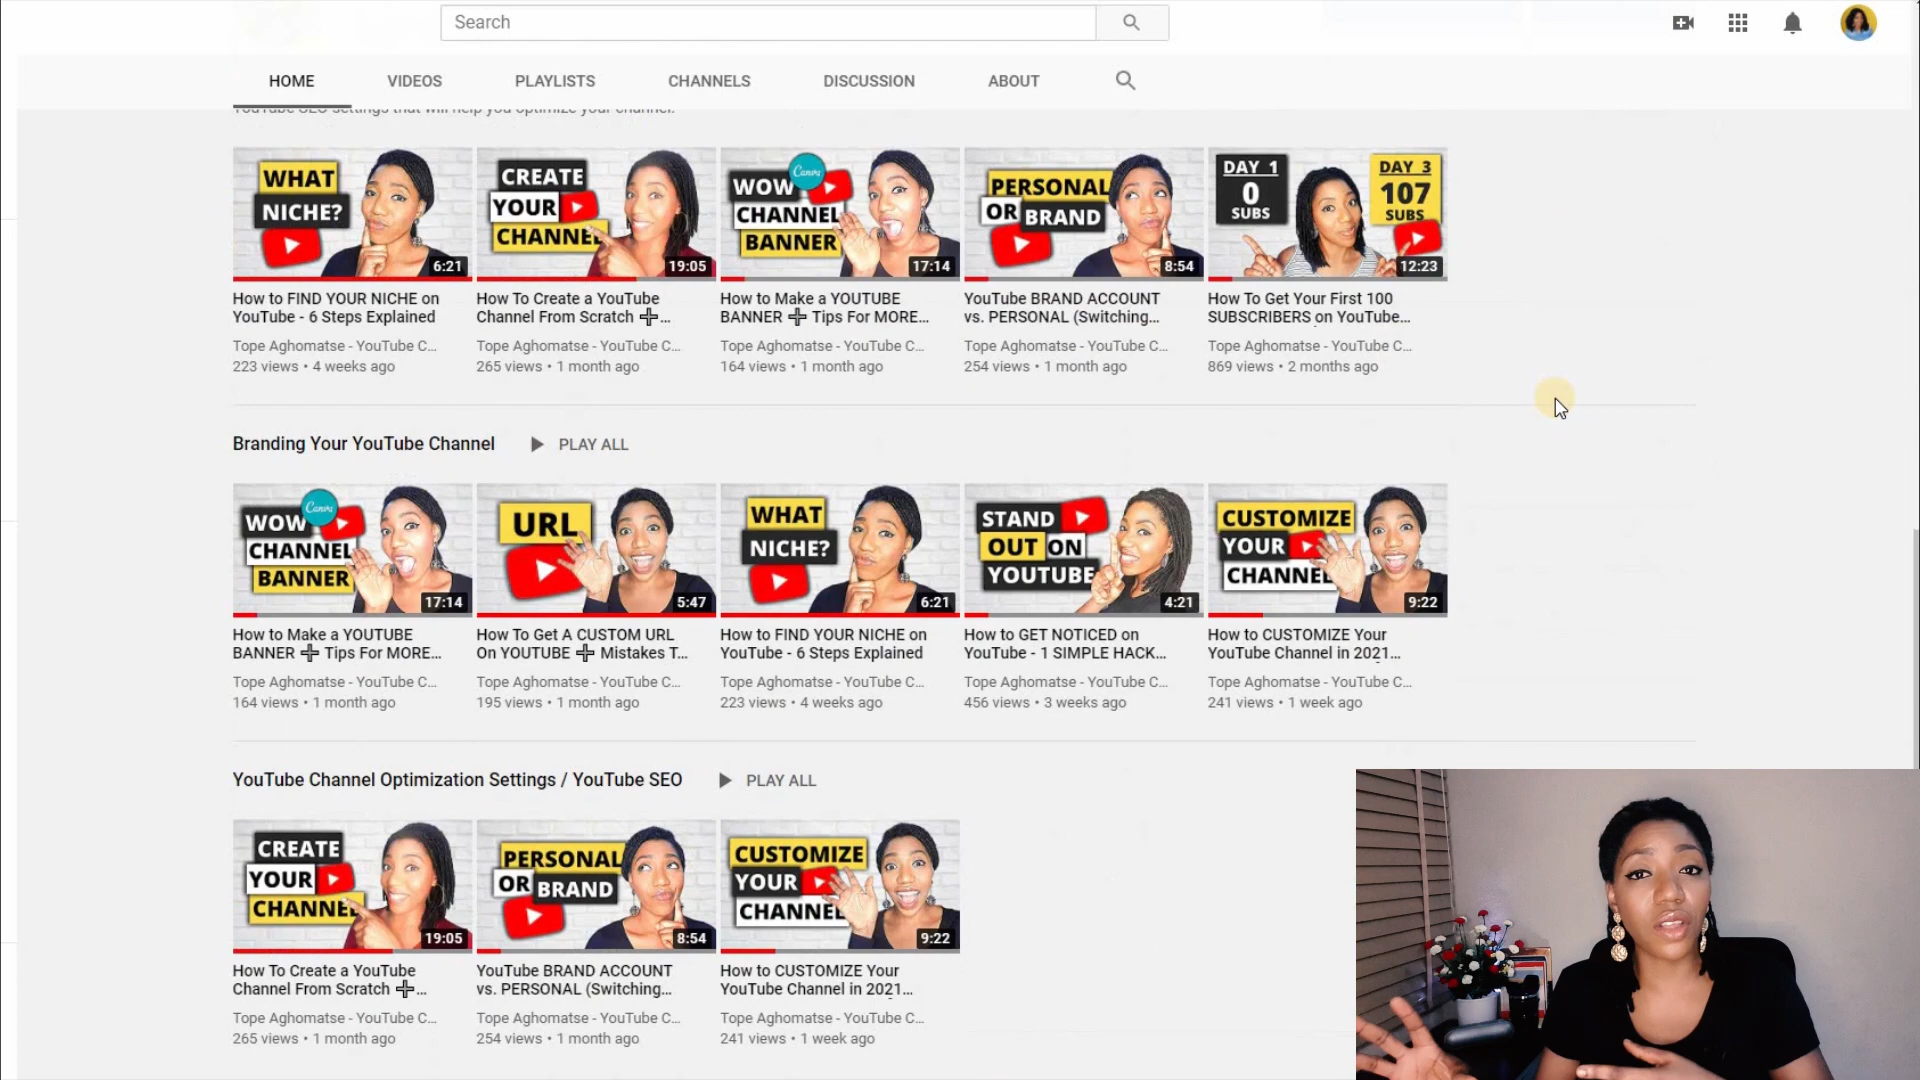 Search
HOME VIDEOS PLAYLISTS CHANNELS DISCUSSION ABOUT
YouTube SEO settings that will help you optimize your channel.
WHAT
NICHE?
6:21
CREATE
YOUR
CHANNEL
19:05
Canva
WOW
CHANNEL
BANNER
17:14
PERSONAL
OR BRAND
8:54
DAY 1
0
SUBS
DAY 3
107
SUBS
12:23
How to FIND YOUR NICHE on
YouTube - 6 Steps Explained
Tope Aghomatse - YouTube C...
223 views • 4 weeks ago
How To Create a YouTube
Channel From Scratch ➕...
Tope Aghomatse - YouTube C...
265 views • 1 month ago
How to Make a YOUTUBE
BANNER ➕ Tips For MORE...
Tope Aghomatse - YouTube C...
164 views • 1 month ago
YouTube BRAND ACCOUNT
vs. PERSONAL (Switching...
Tope Aghomatse - YouTube C...
254 views • 1 month ago
How To Get Your First 100
SUBSCRIBERS on YouTube...
Tope Aghomatse - YouTube C...
869 views • 2 months ago
Branding Your YouTube Channel PLAY ALL
Canva
WOW
CHANNEL
BANNER
17:14
URL
5:47
WHAT
NICHE?
6:21
STAND
OUT ON
YOUTUBE
4:21
CUSTOMIZE
YOUR
CHANNEL
9:22
How to Make a YOUTUBE
BANNER ➕ Tips For MORE...
Tope Aghomatse - YouTube C...
164 views • 1 month ago
How To Get A CUSTOM URL
On YOUTUBE ➕ Mistakes T...
Tope Aghomatse - YouTube C...
195 views • 1 month ago
How to FIND YOUR NICHE on
YouTube - 6 Steps Explained
Tope Aghomatse - YouTube C...
223 views • 4 weeks ago
How to GET NOTICED on
YouTube - 1 SIMPLE HACK...
Tope Aghomatse - YouTube C...
456 views • 3 weeks ago
How to CUSTOMIZE Your
YouTube Channel in 2021...
Tope Aghomatse - YouTube C...
241 views • 1 week ago
YouTube Channel Optimization Settings / YouTube SEO PLAY ALL
CREATE
YOUR
CHANNEL
19:05
PERSONAL
OR BRAND
8:54
CUSTOMIZE
YOUR
CHANNEL
9:22
How To Create a YouTube
Channel From Scratch ➕...
Tope Aghomatse - YouTube C...
265 views • 1 month ago
YouTube BRAND ACCOUNT
vs. PERSONAL (Switching...
Tope Aghomatse - YouTube C...
254 views • 1 month ago
How to CUSTOMIZE Your
YouTube Channel in 2021...
Tope Aghomatse - YouTube C...
241 views • 1 week ago